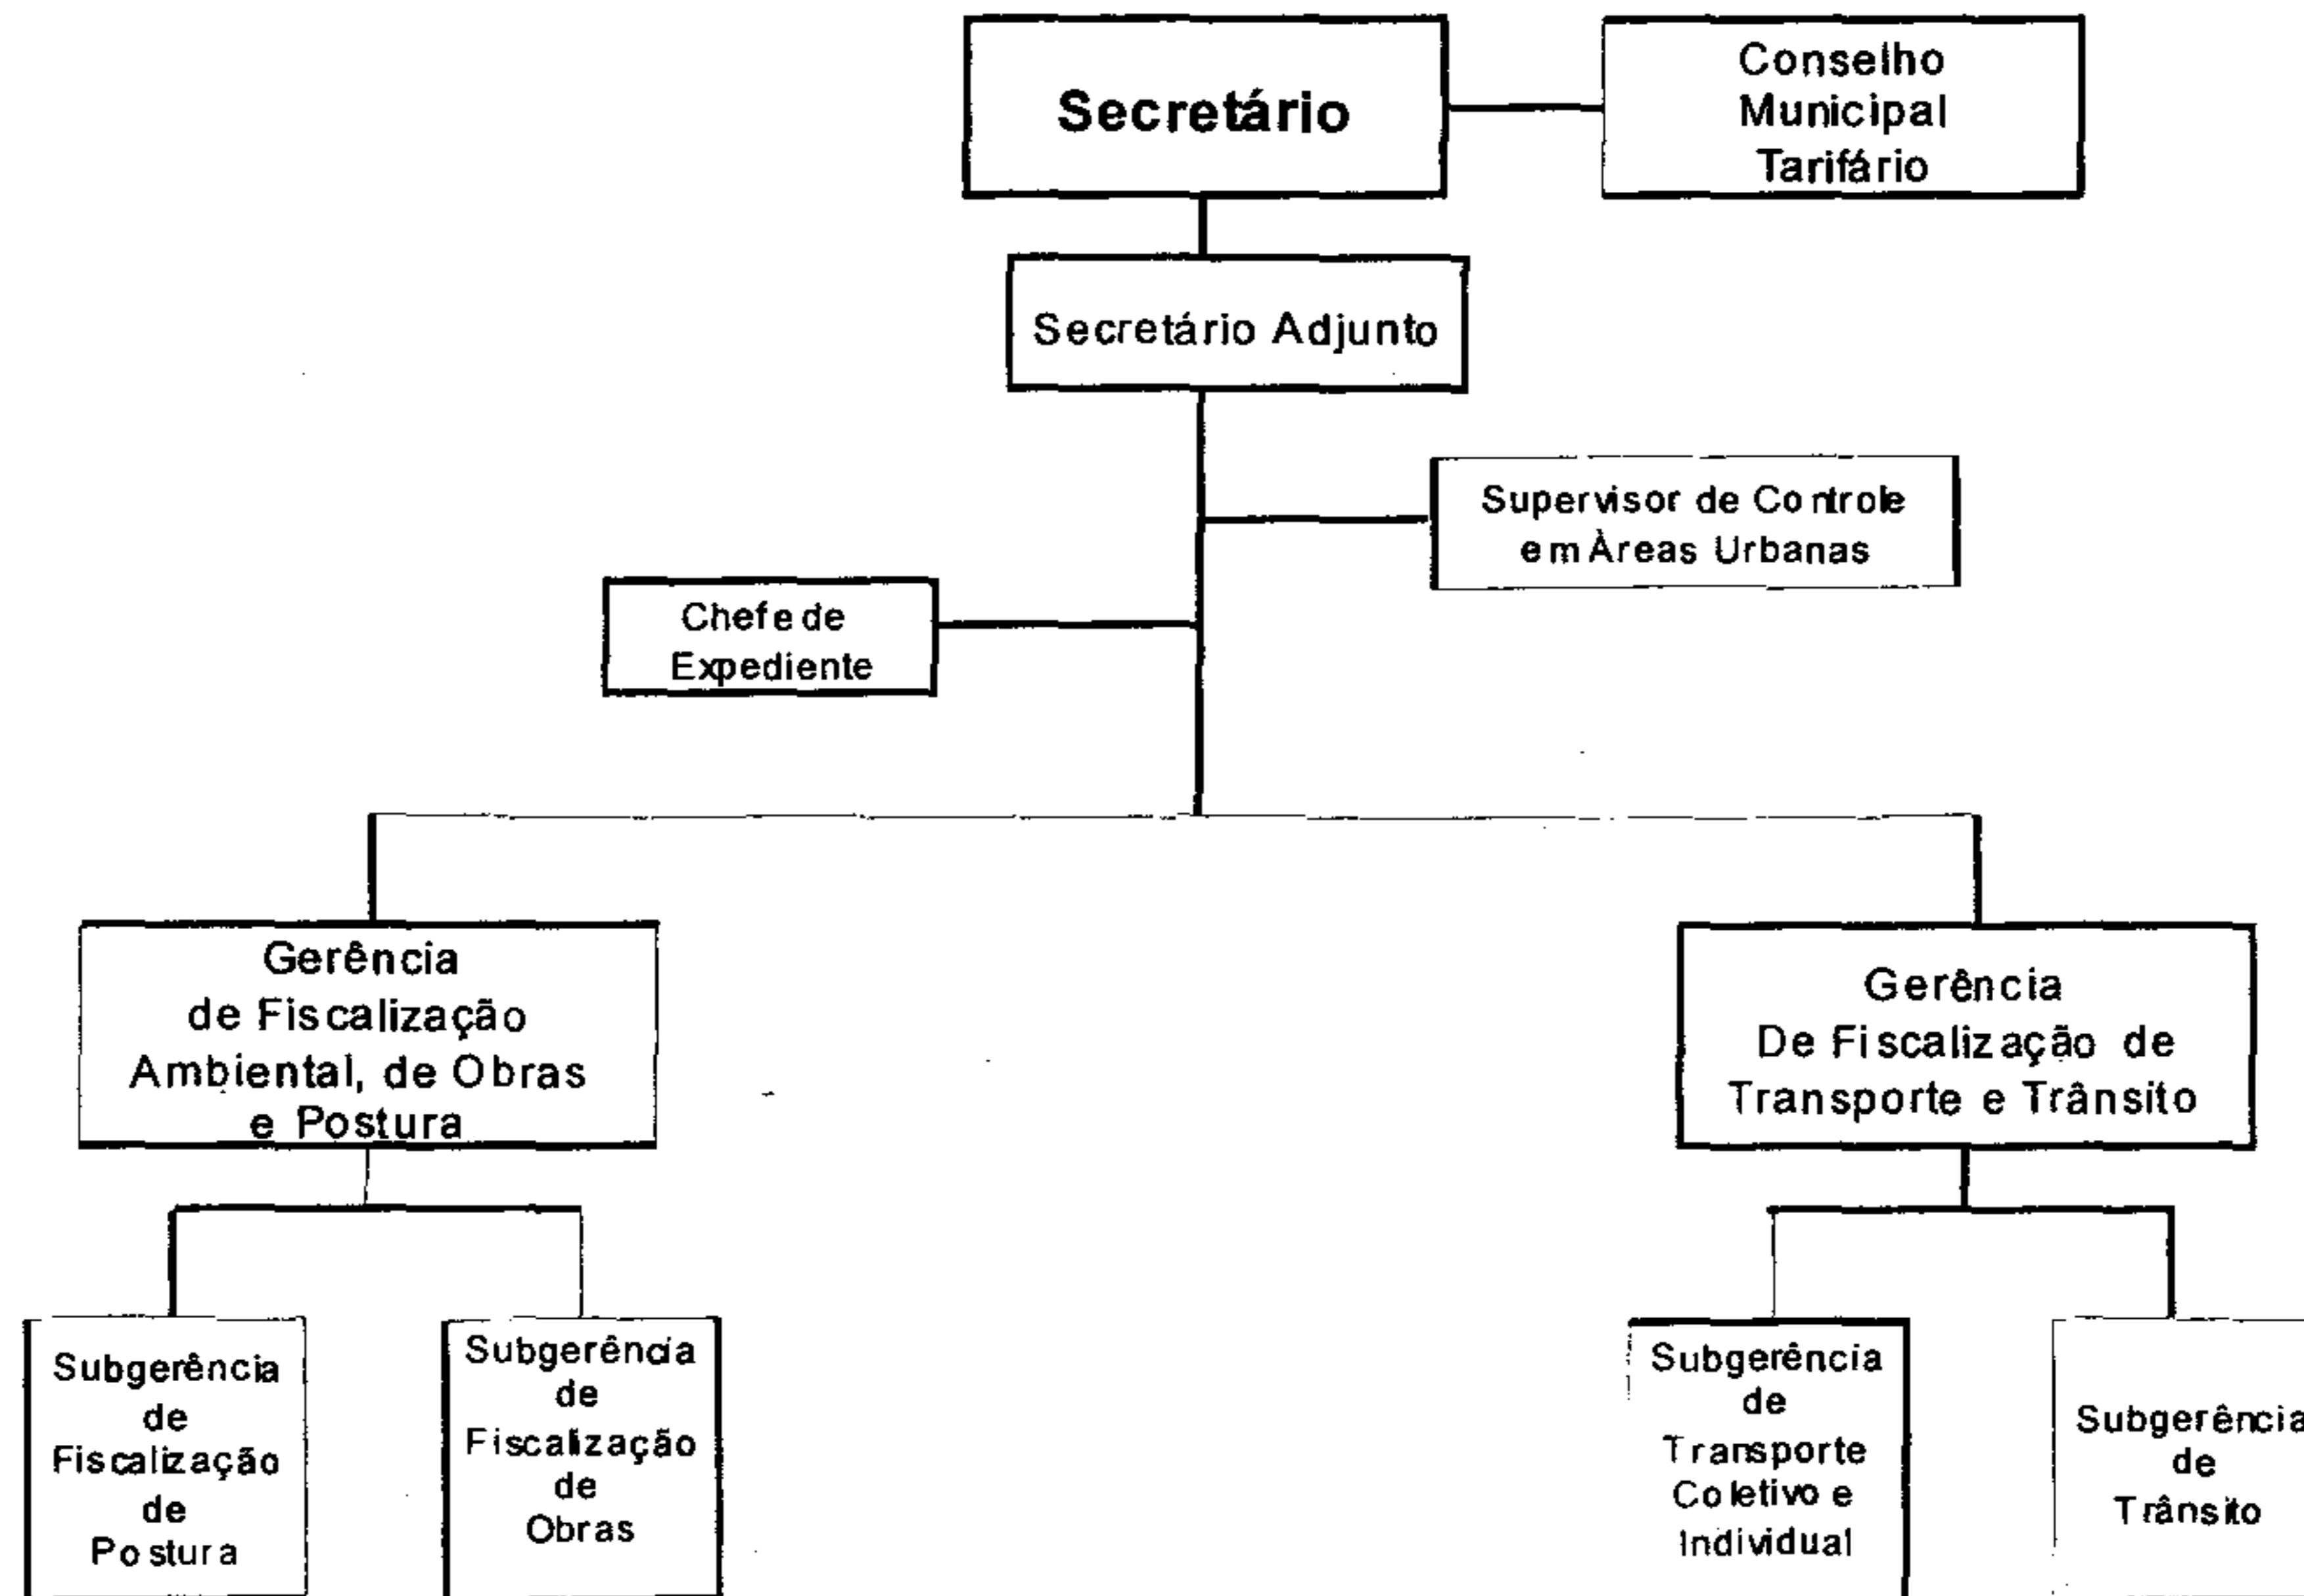 Secretário
Conselho
Municipal
Tarifário
Secretário Adjunto
Supervisor de Controle
em Àreas Urbanas
Chefe de
Expediente
Gerência
de Fiscalização
Ambiental, de Obras
e Postura
Gerência
De Fiscalização de
Transporte e Trânsito
Subgerência
de
Fiscalização
de
Postura
Subgerência
de
Fiscalização
de
Obras
Subgerência
de
Transporte
Coletivo e
Individual
Subgerência
de
Trânsito